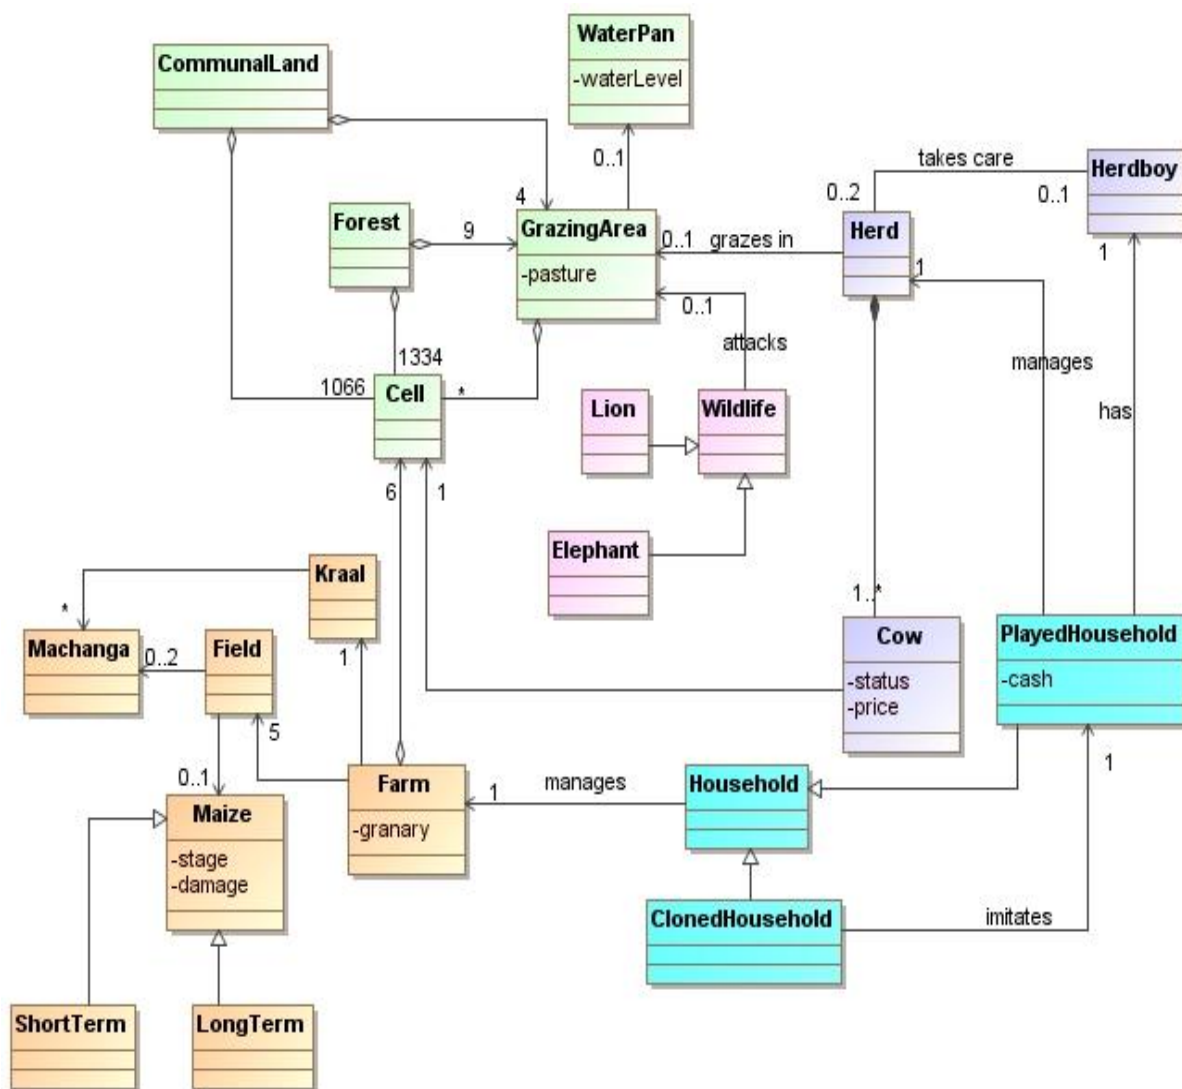 WaterPan
-waterLevel
CommunalLand
0..1
takes care
Herdboy
0..2
0..1
4
Forest
9
GrazingArea
-pasture
0..1
grazes in
Herd
1
1
0..1
attacks
manages
has
1334
1066
Cell
*
Lion
Wildlife
6
1
Elephant
Kraal
1..*
*
Machanga
0..2
Field
1
Cow
-status
-price
PlayedHousehold
-cash
5
0..1
Farm
-granary
1
manages
Household
1
Maize
-stage
-damage
ClonedHousehold
imitates
ShortTerm
LongTerm